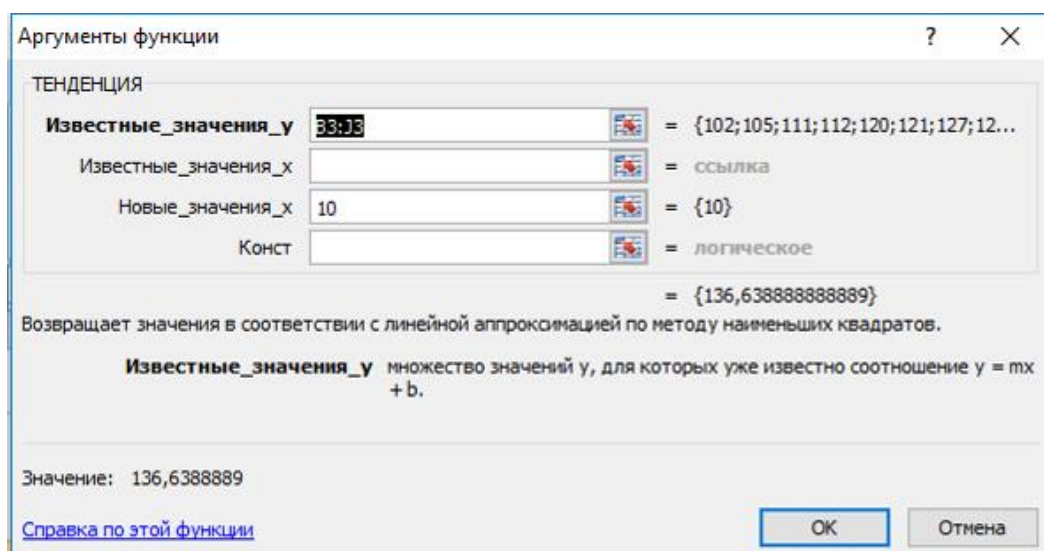 Аргументы функции ? ×
ТЕНДЕНЦИЯ
Известные_значения_y B3:J3 = {102;105;111;112;120;121;127;12...
Известные_значения_x = ссылка
Новые_значения_x 10 = {10}
Конст = логическое
= {136,638888888889}
Возвращает значения в соответствии с линейной аппроксимацией по методу наименьших квадратов.
Известные_значения_y множество значений y, для которых уже известно соотношение y = mx
+ b.
Значение: 136,6388889
Справка по этой функции ОК Отмена